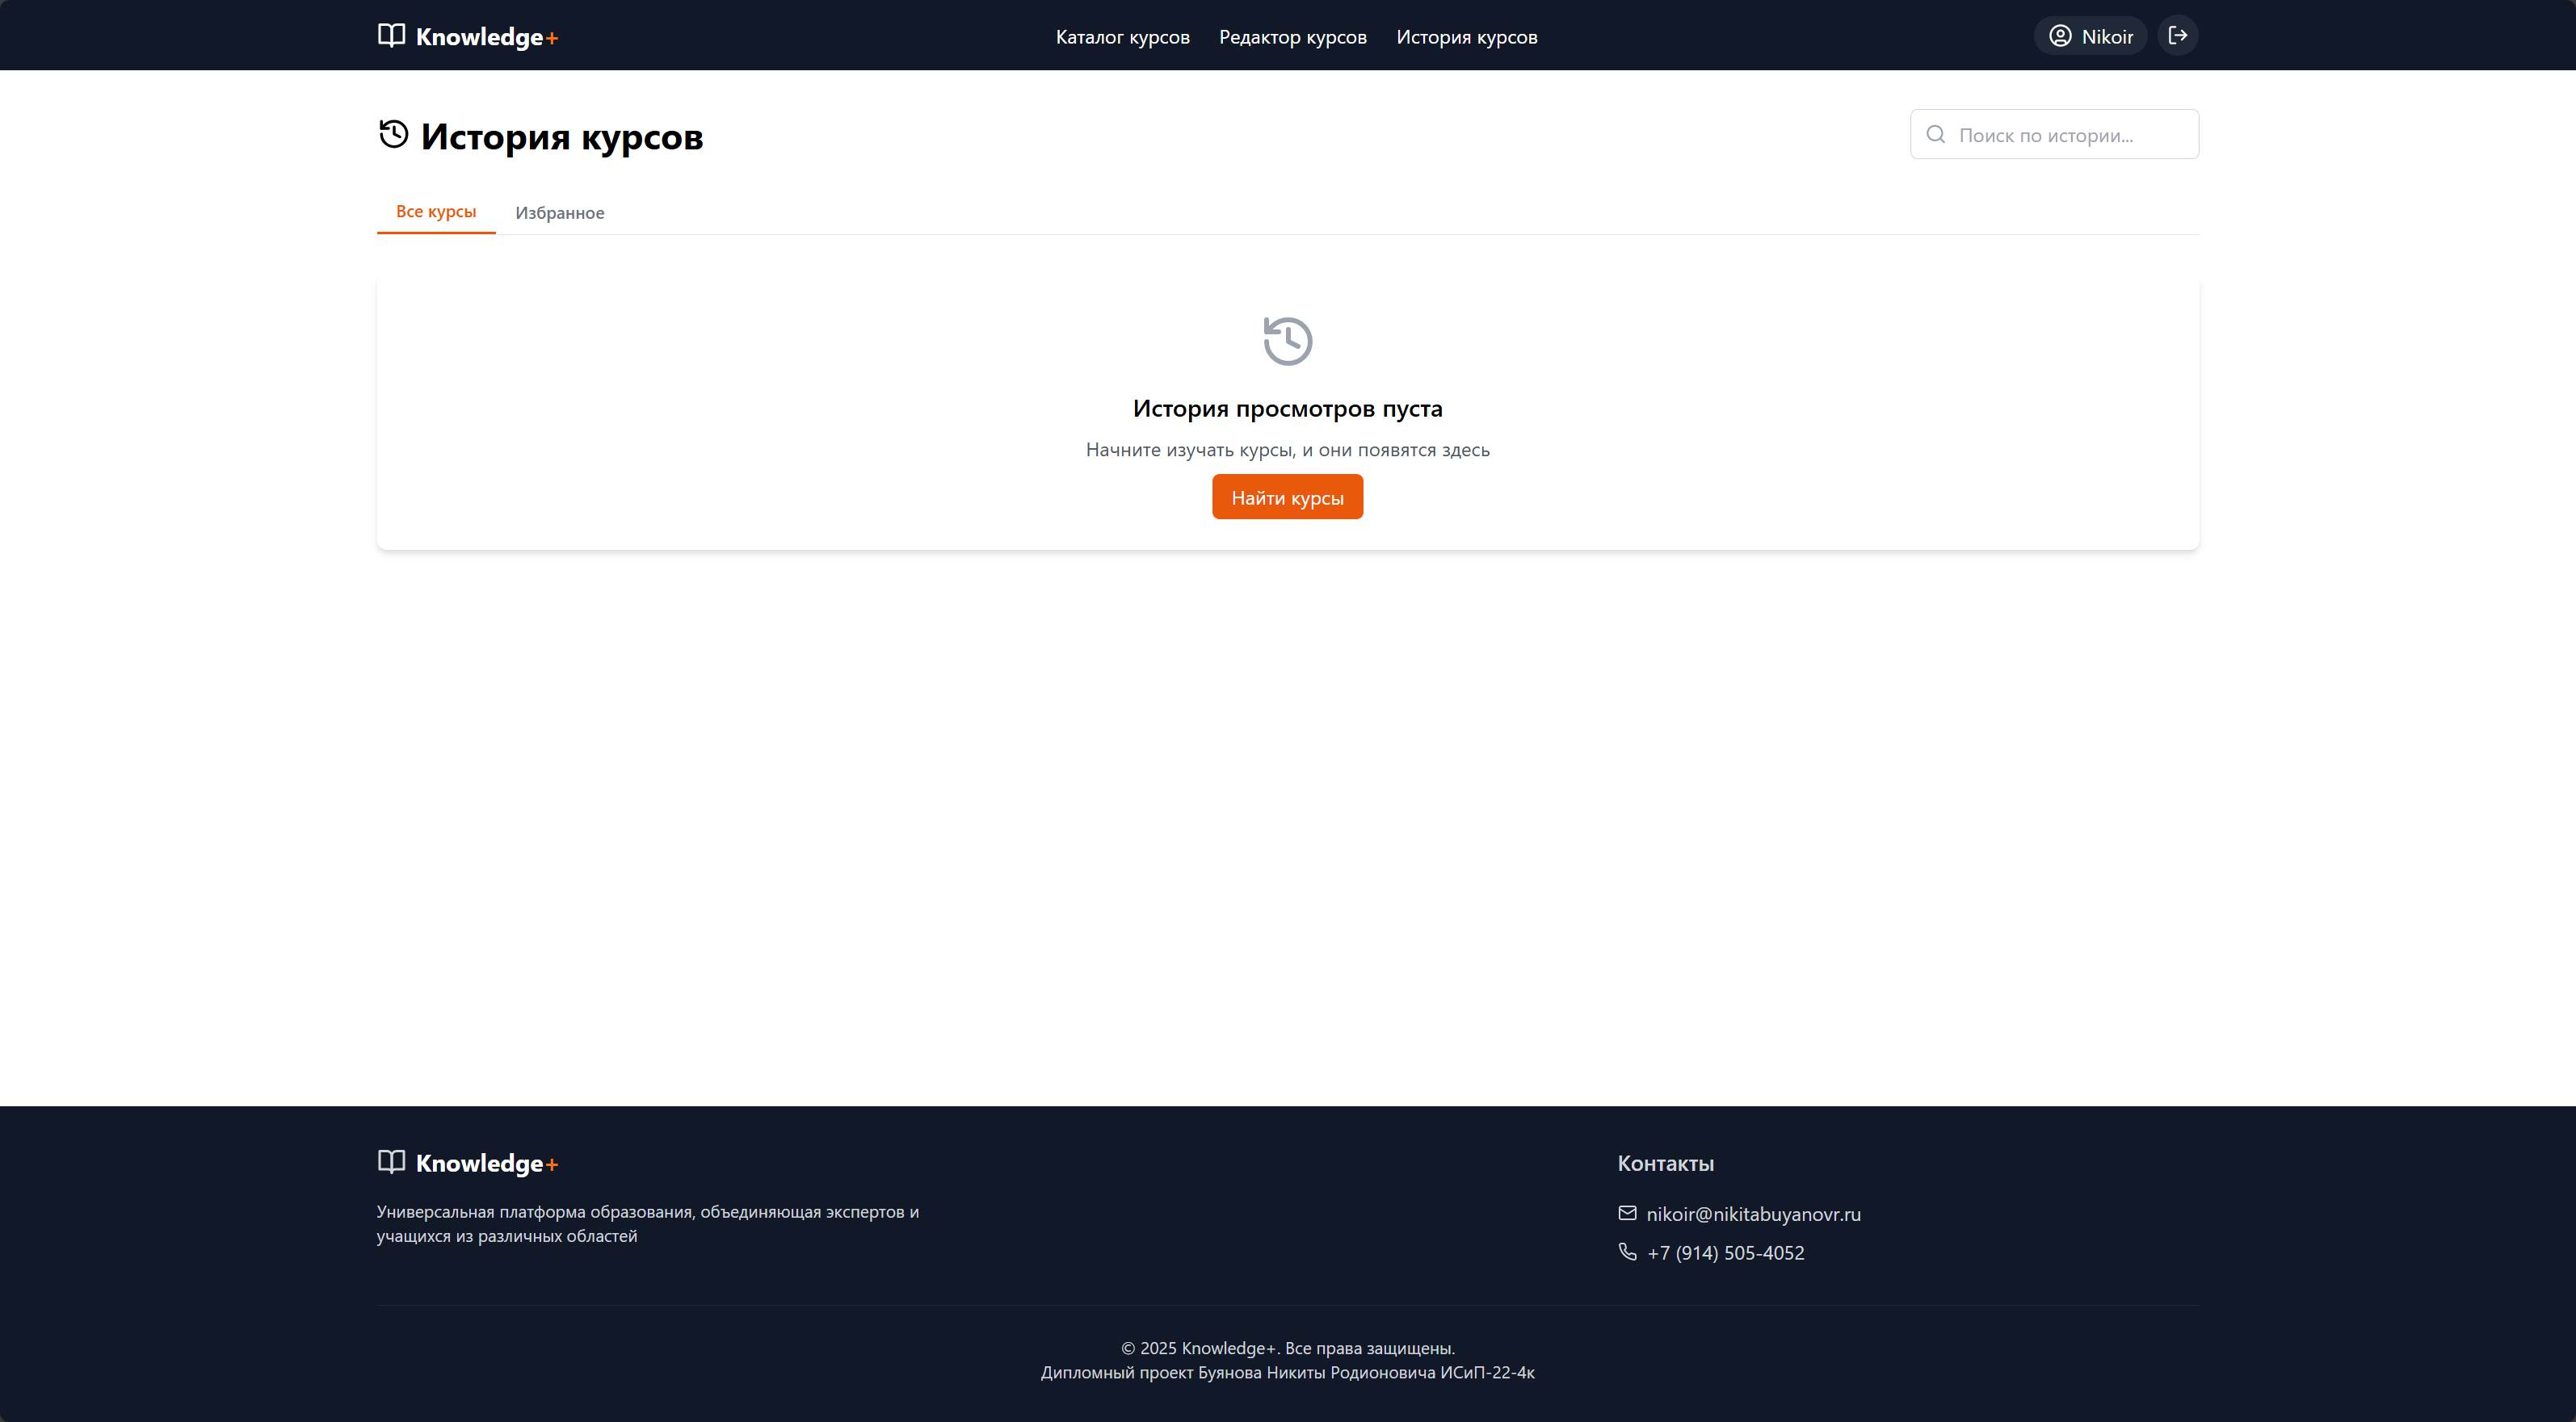 Knowledge+
Каталог курсов
Редактор курсов
История курсов
Nikoir
История курсов
Поиск по истории...
Все курсы
Избранное
История просмотров пуста
Начните изучать курсы, и они появятся здесь
Найти курсы
Knowledge+
Универсальная платформа образования, объединяющая экспертов и
учащихся из различных областей
Контакты
nikoir@nikitabuyanovr.ru
+7 (914) 505-4052
© 2025 Knowledge+. Все права защищены.
Дипломный проект Буянова Никиты Родионовича ИСиП-22-4к